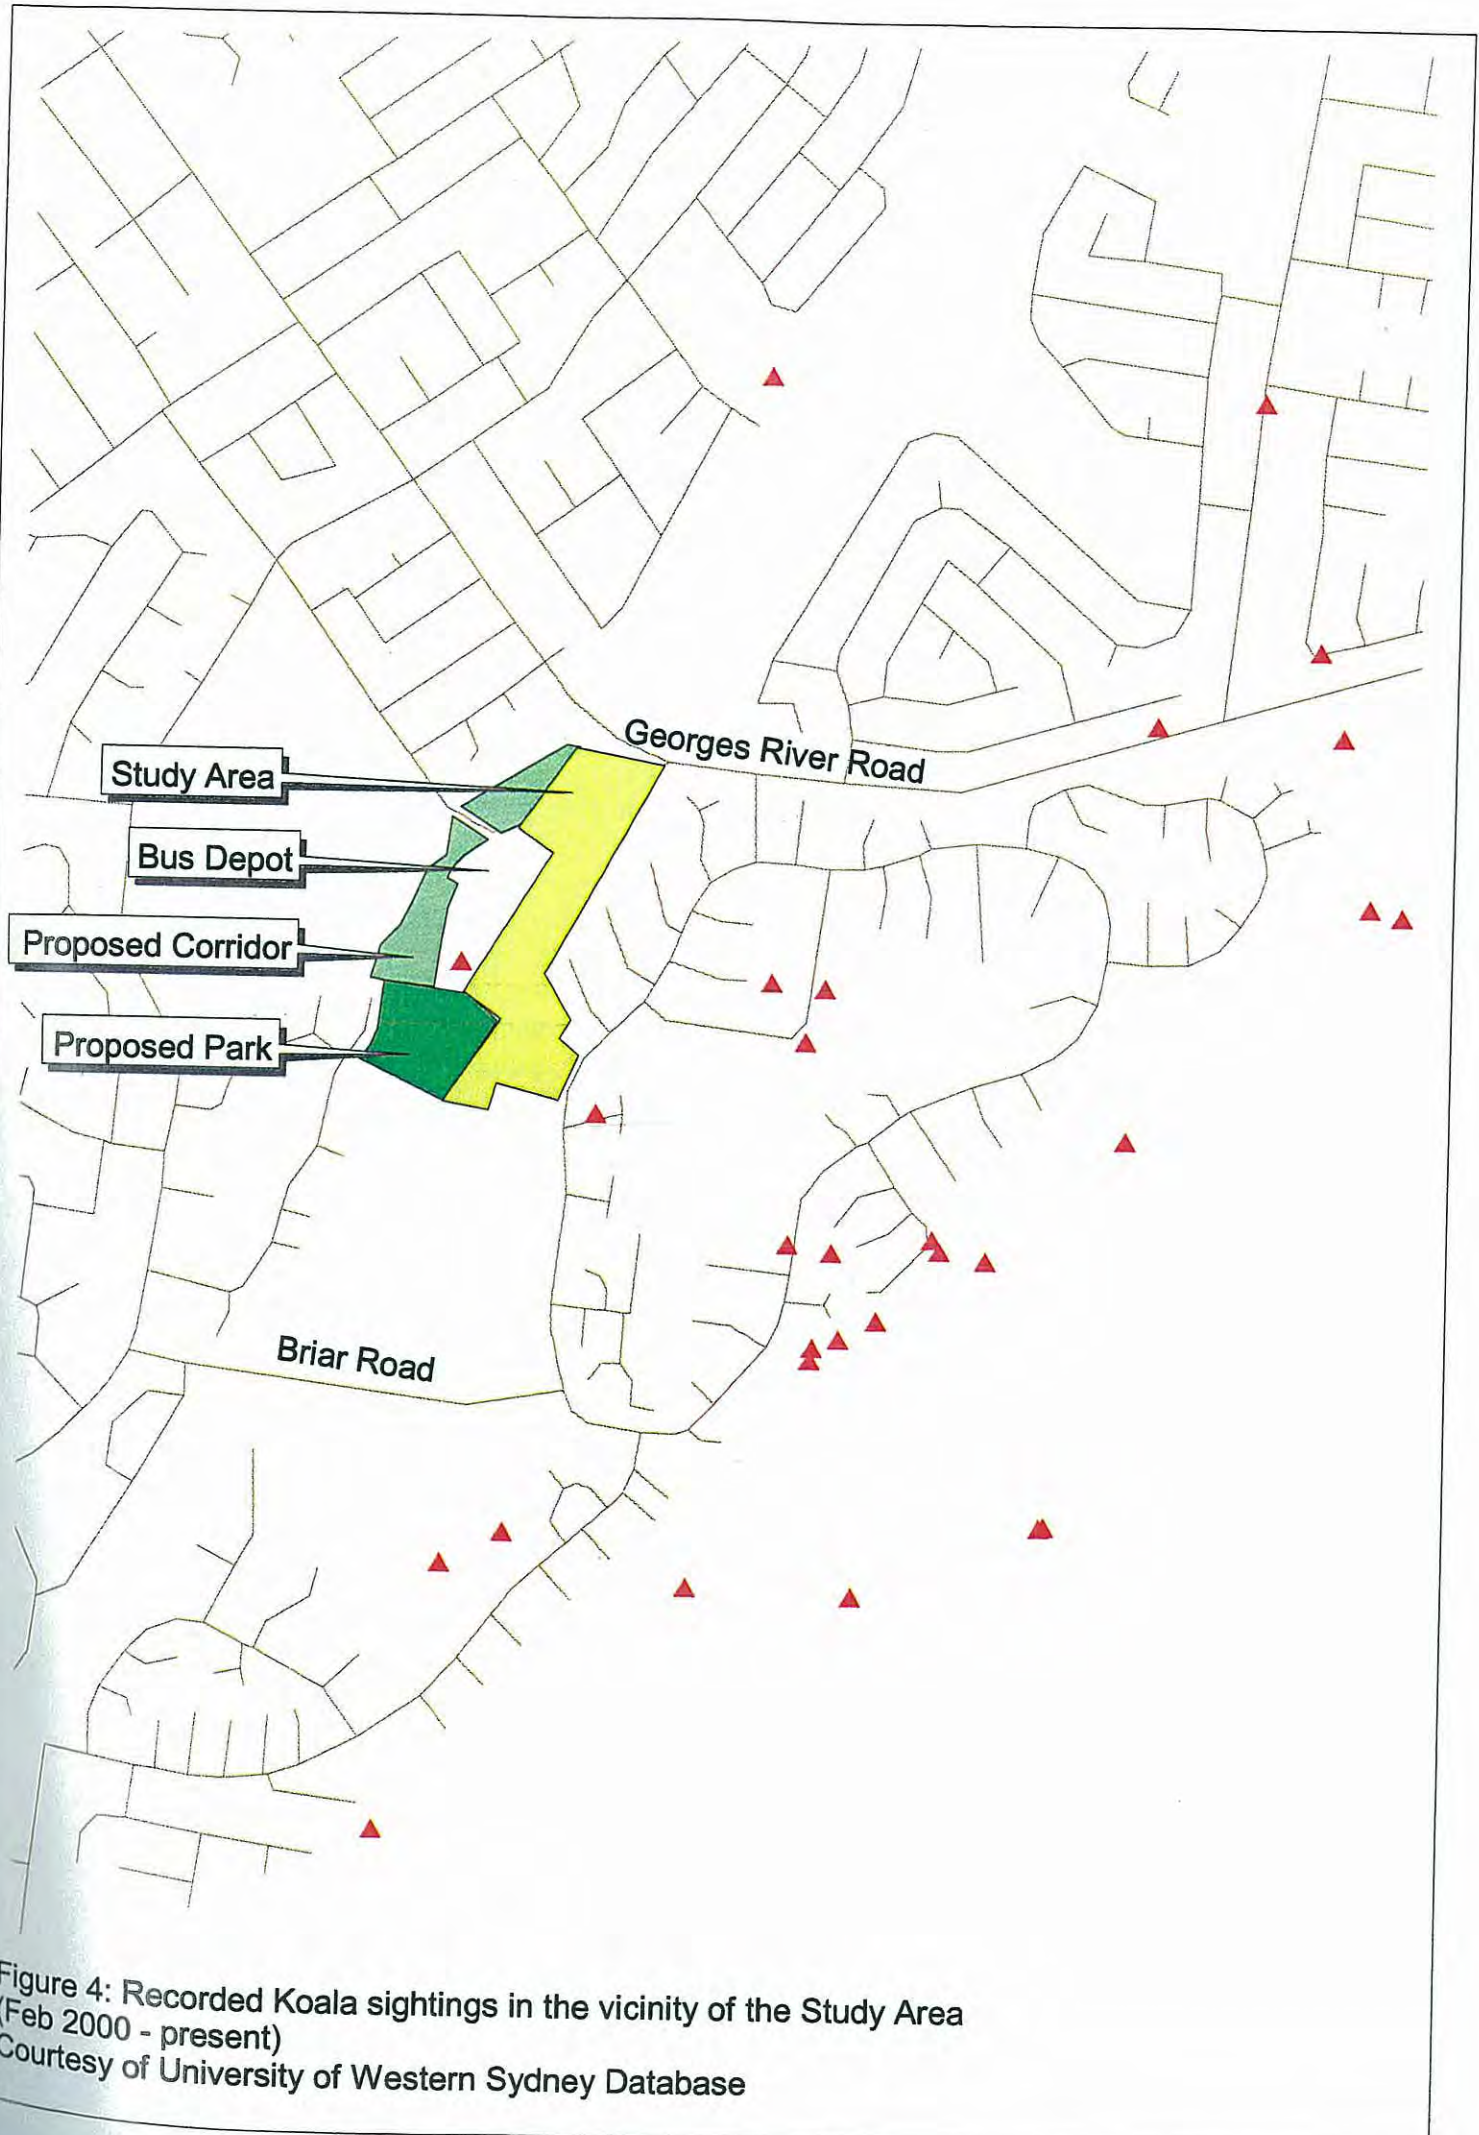 Georges River Road
Study Area
Bus Depot
Proposed Corridor
Proposed Park
Briar Road
Figure 4: Recorded Koala sightings in the vicinity of the Study Area
(Feb 2000 - present)
Courtesy of University of Western Sydney Database